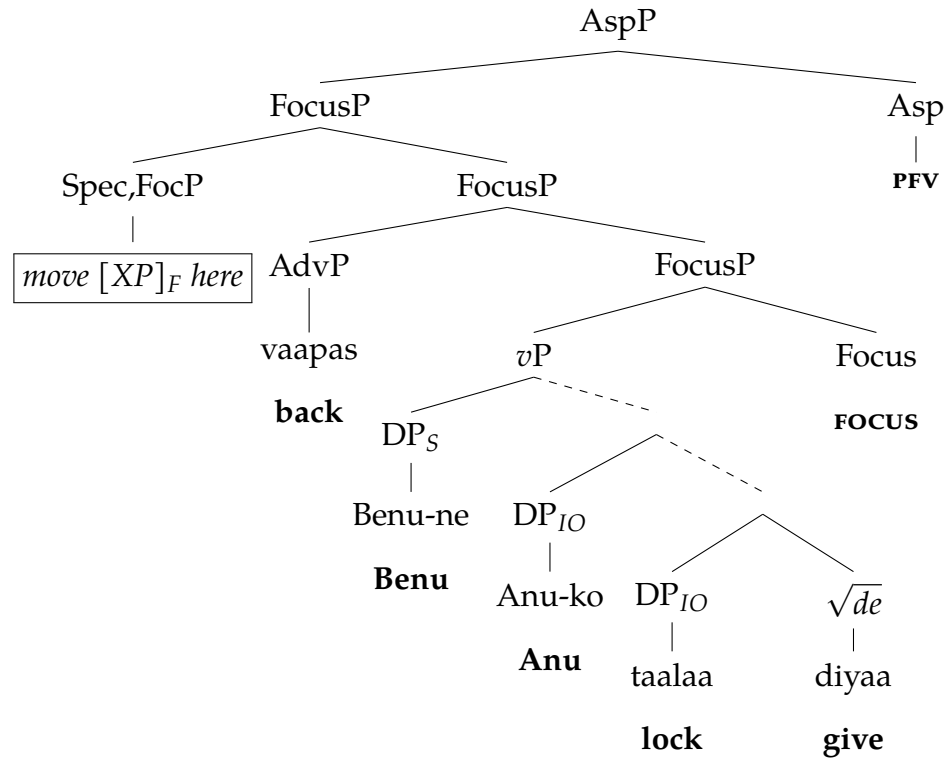 AspP
FocusP Asp
Spec,FocP FocusP PFV
move [XP]F here AdvP FocusP
vaapas vP Focus
back FOCUS
DPS
Benu-ne DPIO
Benu Anu-ko DPIO √de
Anu taalaa diyaa
lock give